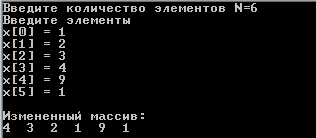 Введите количество элементов N=6
Введите элементы
x[0] = 1
x[1] = 2
x[2] = 3
x[3] = 4
x[4] = 9
x[5] = 1
Измененный массив:
4 3 2 1 9 1